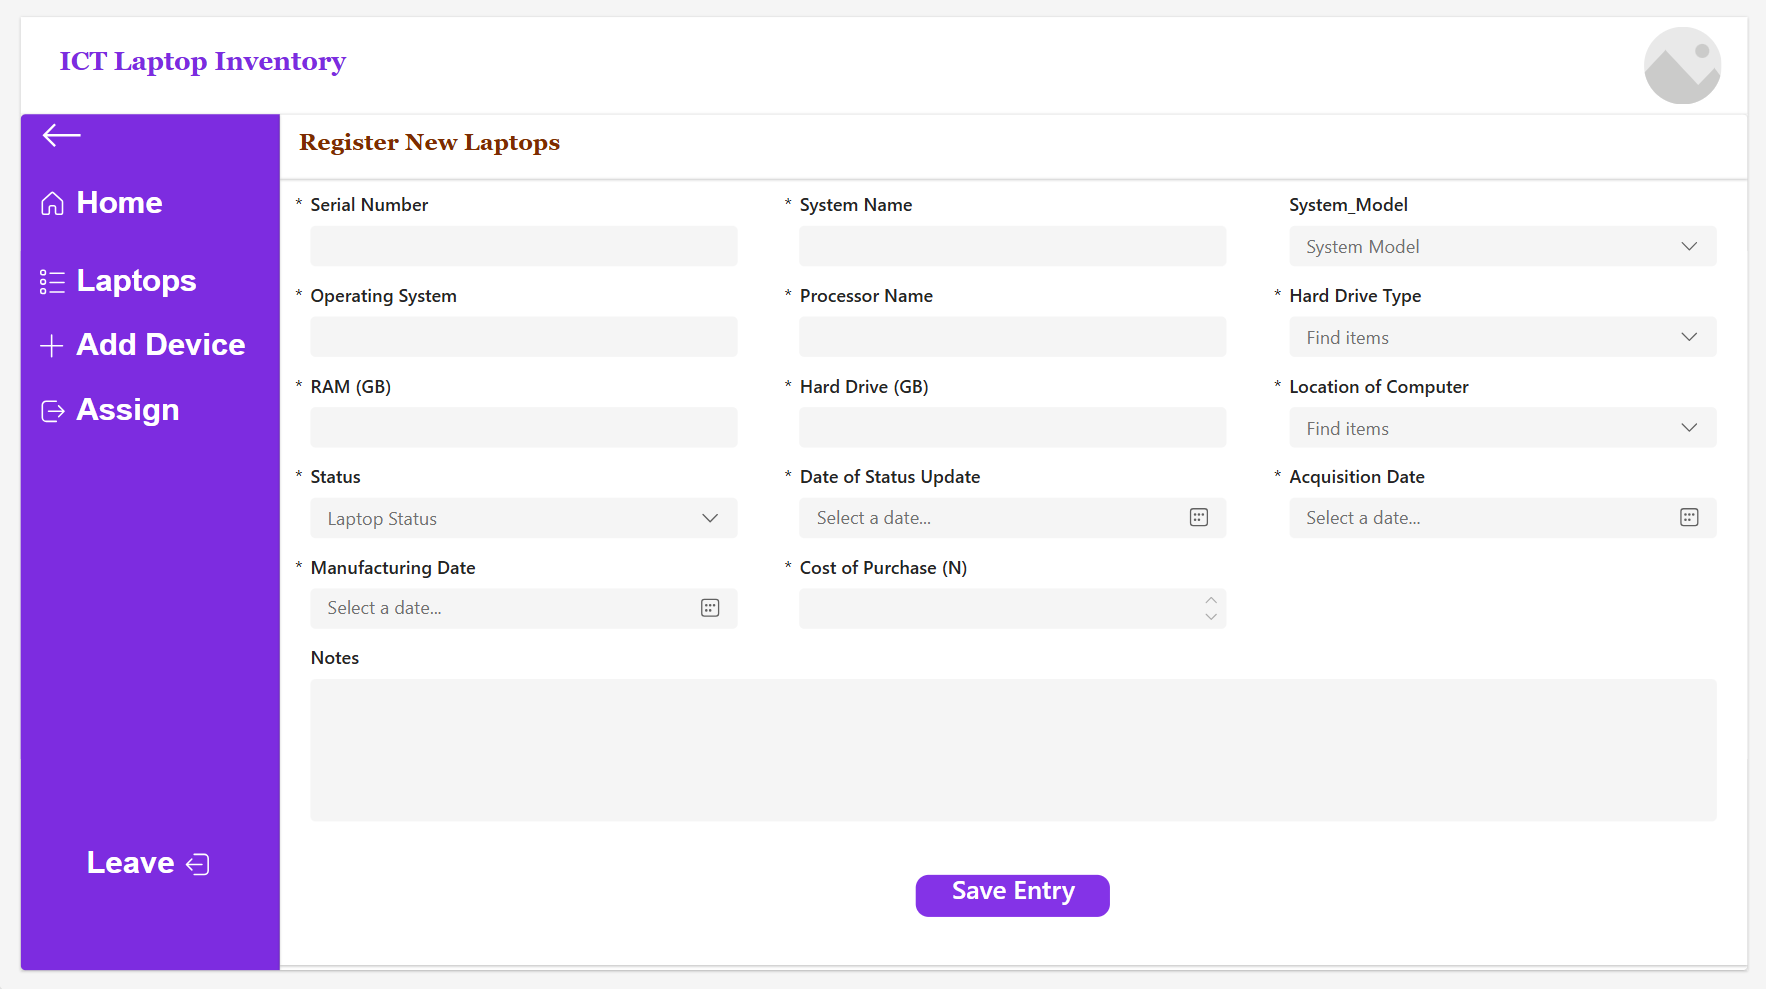 ICT Laptop Inventory
Register New Laptops
Home
Laptops
Add Device
Assign
Leave
* Serial Number
* System Name
System_Model
System Model
* Operating System
* Processor Name
* Hard Drive Type
Find items
* RAM (GB)
* Hard Drive (GB)
* Location of Computer
Find items
* Status
Laptop Status
* Date of Status Update
Select a date...
* Acquisition Date
Select a date...
* Manufacturing Date
Select a date...
* Cost of Purchase (N)
Notes
Save Entry